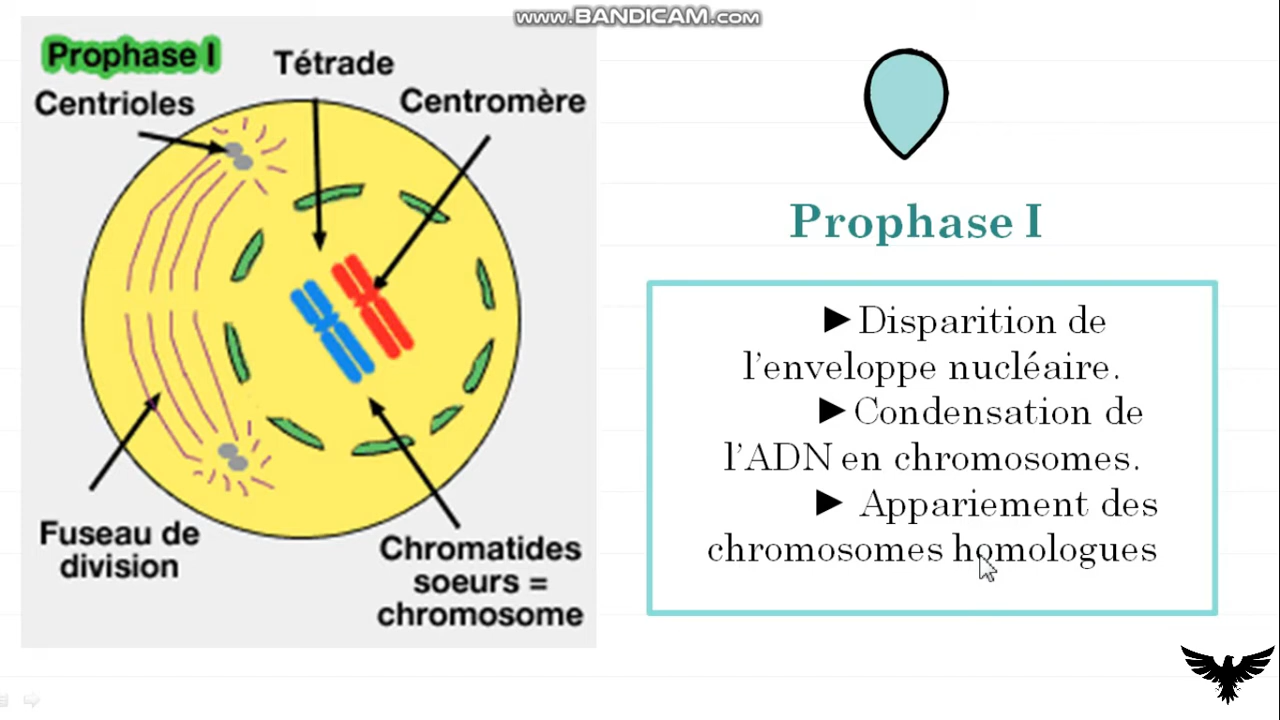 www.BANDICAM.com
Prophase I
Tétrade
Centrioles
Centromère
Fuseau de
division
Chromatides
soeurs =
chromosome
Prophase I
►Disparition de
l'enveloppe nucléaire.
►Condensation de
l'ADN en chromosomes.
► Appariement des
chromosomes homologues